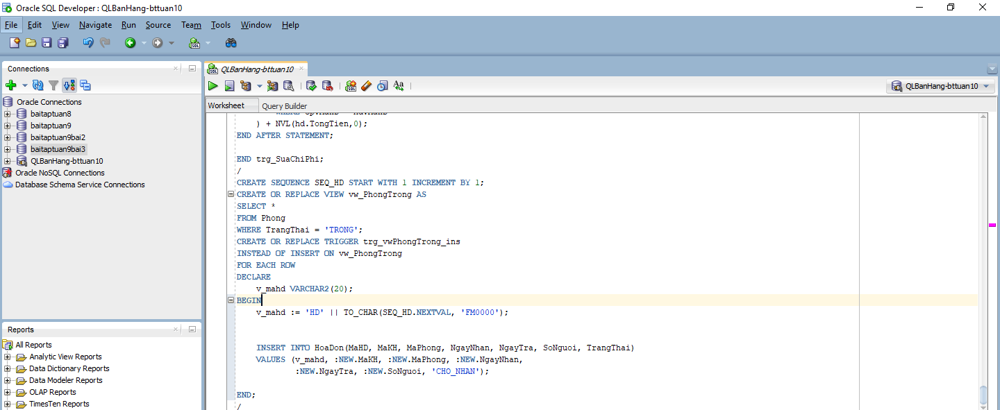 Oracle SQL Developer : QLBanHang-bttuan10
File Edit View Navigate Run Source Team Tools Window Help
Connections
Oracle Connections
baitaptuan8
baitaptuan9
baitaptuan9bai2
baitaptuan9bai3
QLBanHang-bttuan10
Oracle NoSQL Connections
Database Schema Service Connections
Reports
All Reports
Analytic View Reports
Data Dictionary Reports
Data Modeler Reports
OLAP Reports
TimesTen Reports
QLBanHang-bttuan10
SQL
Aa
QLBanHang-bttuan10
Worksheet Query Builder
) + NVL(hd.TongTien,0);
END AFTER STATEMENT;
END trg_SuaChiPhi;
/
CREATE SEQUENCE SEQ_HD START WITH 1 INCREMENT BY 1;
CREATE OR REPLACE VIEW vw_PhongTrong AS
SELECT *
FROM Phong
WHERE TrangThai = 'TRONG';
CREATE OR REPLACE TRIGGER trg_vwPhongTrong_ins
INSTEAD OF INSERT ON vw_PhongTrong
FOR EACH ROW
DECLARE
v_mahd VARCHAR2(20);
BEGIN
v_mahd := 'HD' || TO_CHAR(SEQ_HD.NEXTVAL, 'FM0000');
INSERT INTO HoaDon(MaHD, MaKH, MaPhong, NgayNhan, NgayTra, SoNguoi, TrangThai)
VALUES (v_mahd, :NEW.MaKH, :NEW.MaPhong, :NEW.NgayNhan,
:NEW.NgayTra, :NEW.SoNguoi, 'CHO_NHAN');
END;
/